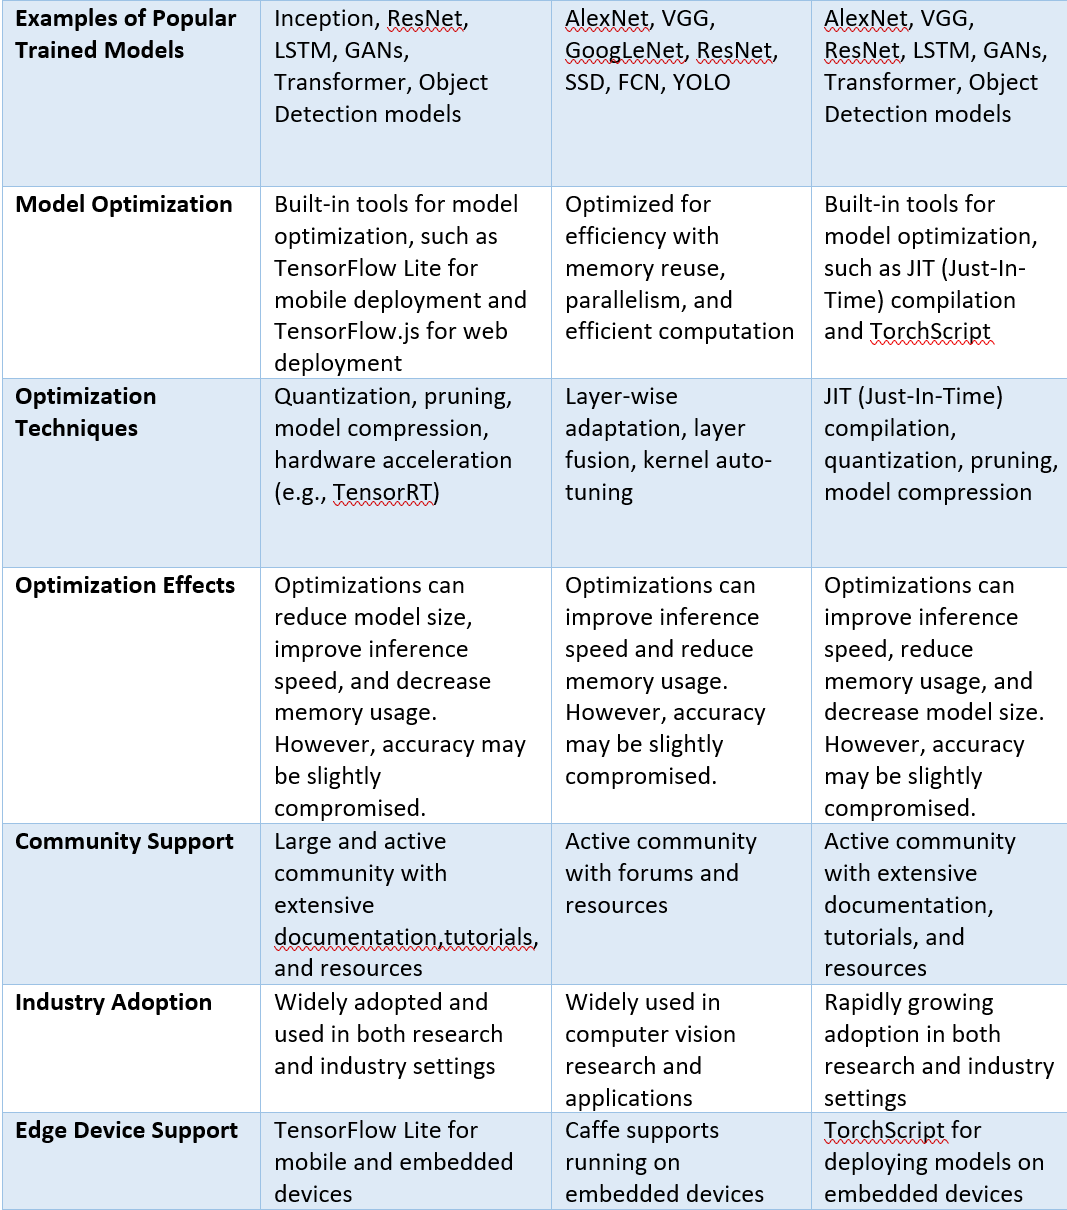 Examples of Popular
Trained Models
Inception, ResNet,
LSTM, GANs,
Transformer, Object
Detection models
AlexNet, VGG,
GoogLeNet, ResNet,
SSD, FCN, YOLO
AlexNet, VGG,
ResNet, LSTM, GANs,
Transformer, Object
Detection models
Model Optimization
Built-in tools for model
optimization, such as
TensorFlow Lite for
mobile deployment and
TensorFlow.js for web
deployment
Optimized for
efficiency with
memory reuse,
parallelism, and
efficient computation
Built-in tools for
model optimization,
such as JIT (Just-In-
Time) compilation
and TorchScript
Optimization
Techniques
Quantization, pruning,
model compression,
hardware acceleration
(e.g., TensorRT)
Layer-wise
adaptation, layer
fusion, kernel auto-
tuning
JIT (Just-In-Time)
compilation,
quantization, pruning,
model compression
Optimization Effects
Optimizations can
reduce model size,
improve inference
speed, and decrease
memory usage.
However, accuracy may
be slightly
compromised.
Optimizations can
improve inference
speed and reduce
memory usage.
However, accuracy
may be slightly
compromised.
Optimizations can
improve inference
speed, reduce
memory usage, and
decrease model size.
However, accuracy
may be slightly
compromised.
Community Support
Large and active
community with
extensive
documentation,tutorials,
and resources
Active community
with forums and
resources
Active community
with extensive
documentation,
tutorials, and
resources
Industry Adoption
Widely adopted and
used in both research
and industry settings
Widely used in
computer vision
research and
applications
Rapidly growing
adoption in both
research and industry
settings
Edge Device Support
TensorFlow Lite for
mobile and embedded
devices
Caffe supports
running on
embedded devices
TorchScript for
deploying models on
embedded devices